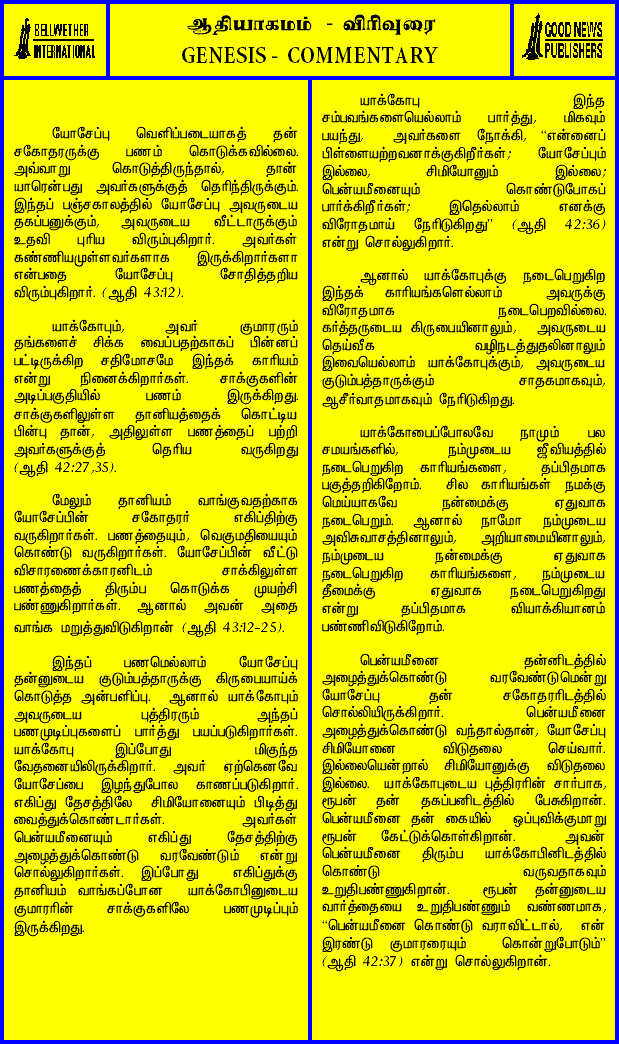 BELLWETHER
INTERNATIONAL
ஆதியாகமம் - விரிவுரை
GENESIS - COMMENTARY
GOOD NEWS
PUBLISHERS
யோசேப்பு வெளிப்படையாகத் தன்
சகோதரருக்கு பணம் கொடுக்கவில்லை.
அவ்வாறு கொடுத்திருந்தால், தான்
யாரென்பது அவர்களுக்குத் தெரிந்திருக்கும்.
இந்தப் பஞ்சகாலத்தில் யோசேப்பு அவருடைய
தகப்பனுக்கும், அவருடைய வீட்டாருக்கும்
உதவி புரிய விரும்புகிறார். அவர்கள்
கண்ணியமுள்ளவர்களாக இருக்கிறார்களா
என்பதை யோசேப்பு சோதித்தறிய
விரும்புகிறார். (ஆதி 43:12).
யாக்கோபும், அவர் குமாரரும்
தங்களைச் சிக்க வைப்பதற்காகப் பின்னப்
பட்டிருக்கிற சதிமோசமே இந்தக் காரியம்
என்று நினைக்கிறார்கள். சாக்குகளின்
அடிப்பகுதியில் பணம் இருக்கிறது.
சாக்குகளிலுள்ள தானியத்தைக் கொட்டிய
பின்பு தான், அதிலுள்ள பணத்தைப் பற்றி
அவர்களுக்குத் தெரிய வருகிறது
(ஆதி 42:27,35).
மேலும் தானியம் வாங்குவதற்காக
யோசேப்பின் சகோதரர் எகிப்திற்கு
வருகிறார்கள். பணத்தையும், வெகுமதியையும்
கொண்டு வருகிறார்கள். யோசேப்பின் வீட்டு
விசாரணைக்காரனிடம் சாக்கிலுள்ள
பணத்தைத் திரும்ப கொடுக்க முயற்சி
பண்ணுகிறார்கள். ஆனால் அவன் அதை
வாங்க மறுத்துவிடுகிறான் (ஆதி 43:12-25).
இந்தப் பணமெல்லாம் யோசேப்பு
தன்னுடைய குடும்பத்தாருக்கு கிருபையாய்க்
கொடுத்த அன்பளிப்பு. ஆனால் யாக்கோபும்
அவருடைய புத்திரரும் அந்தப்
பணமுடிப்புகளைப் பார்த்து பயப்படுகிறார்கள்.
யாக்கோபு இப்போது மிகுந்த
வேதனையிலிருக்கிறார். அவர் ஏற்கெனவே
யோசேப்பை இழந்துபோல காணப்படுகிறார்.
எகிப்து தேசத்திலே சிமியோனையும் பிடித்து
வைத்துக்கொண்டார்கள். அவர்கள்
பென்யமீனையும் எகிப்து தேசத்திற்கு
அழைத்துக்கொண்டு வரவேண்டும் என்று
சொல்லுகிறார்கள். இப்போது எகிப்துக்கு
தானியம் வாங்கப்போன யாக்கோபினுடைய
குமாரரின் சாக்குகளிலே பணமுடிப்பும்
இருக்கிறது.
யாக்கோபு இந்த
சம்பவங்களையெல்லாம் பார்த்து, மிகவும்
பயந்து, அவர்களை நோக்கி, "என்னைப்
பிள்ளையற்றவனாக்குகிறீர்கள்; யோசேப்பும்
இல்லை, சிமியோனும் இல்லை;
பென்யமீனையும் கொண்டுபோகப்
பார்க்கிறீர்கள்; இதெல்லாம் எனக்கு
விரோதமாய் நேரிடுகிறது" (ஆதி 42:36)
என்று சொல்லுகிறார்.
ஆனால் யாக்கோபுக்கு நடைபெறுகிற
இந்தக் காரியங்களெல்லாம் அவருக்கு
விரோதமாக நடைபெறவில்லை.
கர்த்தருடைய கிருபையினாலும், அவருடைய
தெய்வீக வழிநடத்துதலினாலும்
இவையெல்லாம் யாக்கோபுக்கும், அவருடைய
குடும்பத்தாருக்கும் சாதகமாகவும்,
ஆசீர்வாதமாகவும் நேரிடுகிறது.
யாக்கோபைப்போலவே நாமும் பல
சமயங்களில், நம்முடைய ஜீவியத்தில்
நடைபெறுகிற காரியங்களை, தப்பிதமாக
பகுத்தறிகிறோம். சில காரியங்கள் நமக்கு
மெய்யாகவே நன்மைக்கு ஏதுவாக
நடைபெறும். ஆனால் நாமோ நம்முடைய
அவிசுவாசத்தினாலும், அறியாமையினாலும்,
நம்முடைய நன்மைக்கு ஏதுவாக
நடைபெறுகிற காரியங்களை, நம்முடைய
தீமைக்கு ஏதுவாக நடைபெறுகிறது
என்று தப்பிதமாக வியாக்கியானம்
பண்ணிவிடுகிறோம்.
பென்யமீனை தன்னிடத்தில்
அழைத்துக்கொண்டு வரவேண்டுமென்று
யோசேப்பு தன் சகோதரரிடத்தில்
சொல்லியிருக்கிறார். பென்யமீனை
அழைத்துக்கொண்டு வந்தால்தான், யோசேப்பு
சிமியோனை விடுதலை செய்வார்.
இல்லையென்றால் சிமியோனுக்கு விடுதலை
இல்லை. யாக்கோபுடைய புத்திரரின் சார்பாக,
ரூபன் தன் தகப்பனிடத்தில் பேசுகிறான்.
பென்யமீனை தன் கையில் ஒப்புவிக்குமாறு
ரூபன் கேட்டுக்கொள்கிறான். அவன்
பென்யமீனை திரும்ப யாக்கோபினிடத்தில்
கொண்டு வருவதாகவும்
உறுதிபண்ணுகிறான். ரூபன் தன்னுடைய
வார்த்தையை உறுதிபண்ணும் வண்ணமாக,
"பென்யமீனை கொண்டு வராவிட்டால், என்
இரண்டு குமாரரையும் கொன்றுபோடும்"
(ஆதி 42:37) என்று சொல்லுகிறான்.